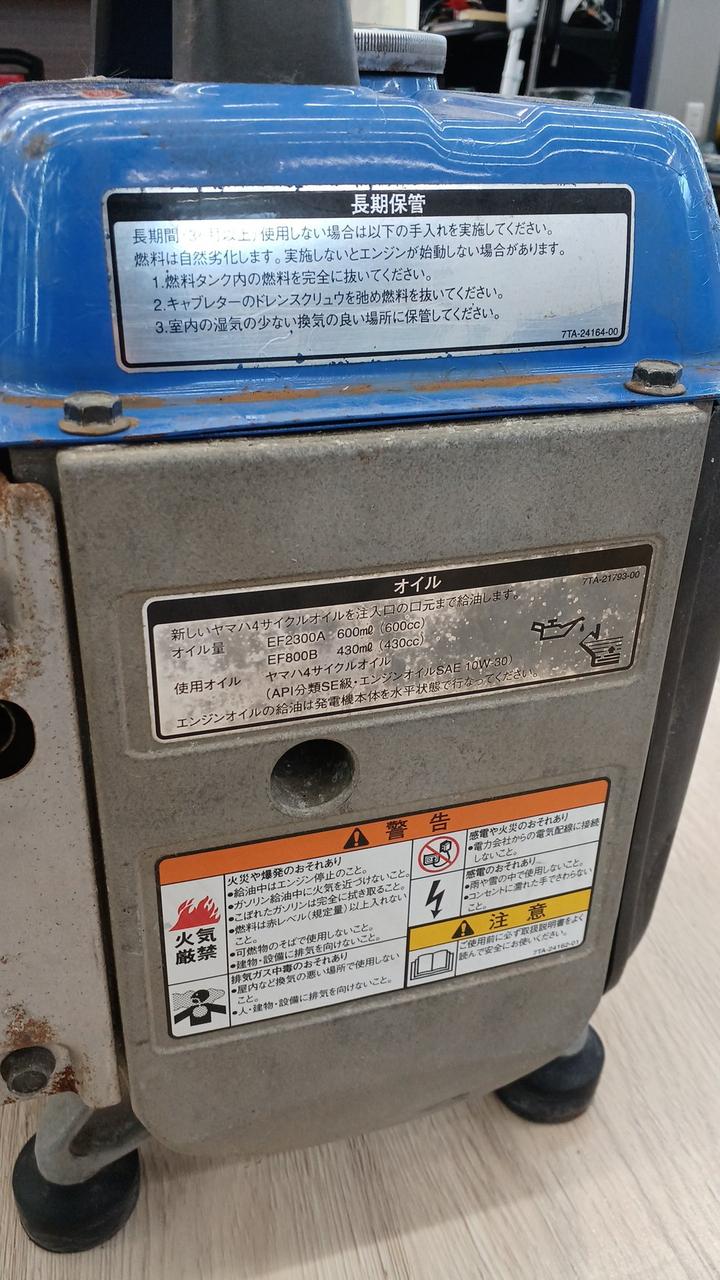 長期保管
長期間 月以上)使用しない場合は以下の手入れを実施してください。
燃料は自然劣化します。実施しないとエンジンが始動しない場合があります。
1.燃料タンク内の燃料を完全に抜いてください。
2.キャブレターのドレンスクリュウを弛め燃料を抜いてください。
3.室内の湿気の少ない換気の良い場所に保管してください。
7TA-24164-00
オイル
7TA-21793-00
新しいヤマハ4サイクルオイルを注入口の口元まで給油します。
オイル量 EF2300A 600mℓ (600cc)
EF800B 430mℓ (430cc)
使用オイル ヤマハ4サイクルオイル
(API分類SE級・エンジンオイルSAE 10W-30)
エンジンオイルの給油は発電機本体を水平状態で行なってください。
警告
火気
厳禁
火災や爆発のおそれあり
•給油中はエンジン停止のこと。
•ガソリン給油中に火気を近づけないこと。
•こぼれたガソリンは完全に拭き取ること。
•燃料は赤レベル(規定量)以上入れない
こと。
•可燃物のそばで使用しないこと。
•建物・設備に排気を向けないこと。
排気ガス中毒のおそれあり
•屋内など換気の悪い場所で使用しない
こと。
•人・建物・設備に排気を向けないこと。
感電や火災のおそれあり
•電力会社からの電気配線に接続
しないこと。
感電のおそれあり
•雨や雪の中で使用しないこと。
•コンセントに濡れた手でさわらない
こと。
注意
ご使用前に必ず取扱説明書をよく
読んで安全にお使いください。
7TA-24162-01